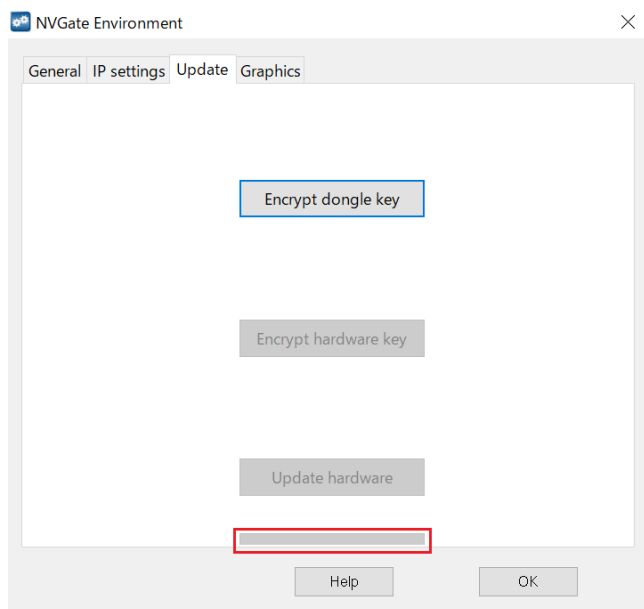 NVGate Environment
General IP settings Update Graphics
Encrypt dongle key
Encrypt hardware key
Update hardware
Help OK